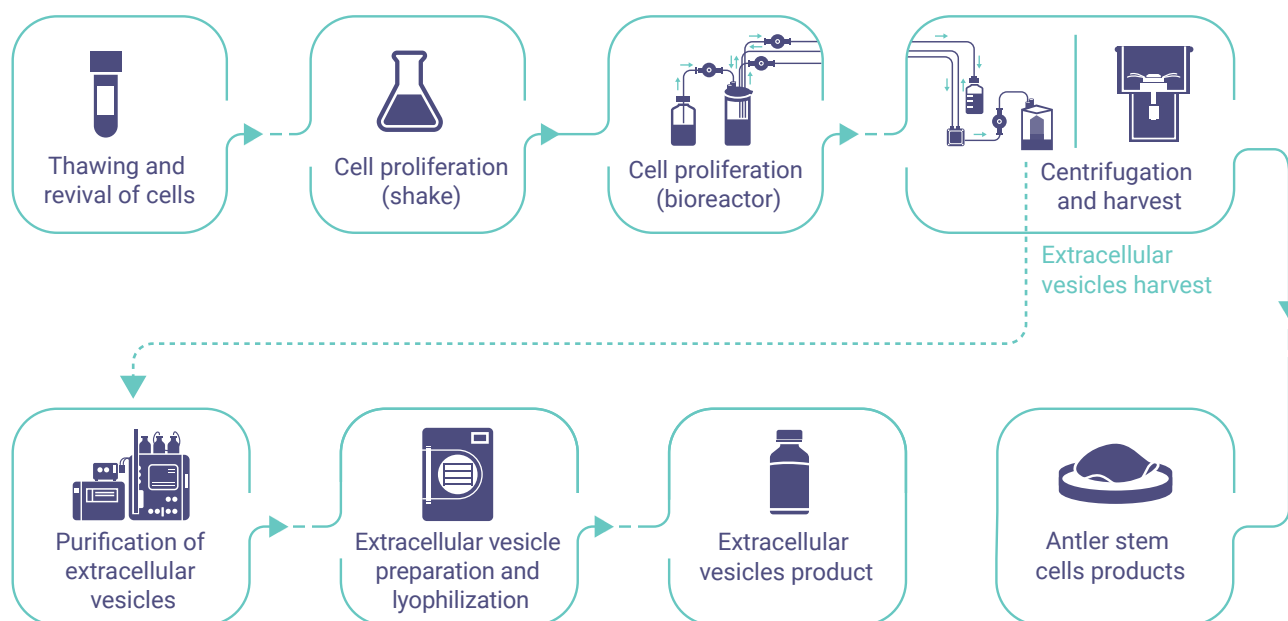 Thawing and
revival of cells
Cell proliferation
(shake)
Cell proliferation
(bioreactor)
Centrifugation
and harvest
Extracellular
vesicles harvest
Purification of
extracellular
vesicles
Extracellular vesicle
preparation and
lyophilization
Extracellular
vesicles product
Antler stem
cells products